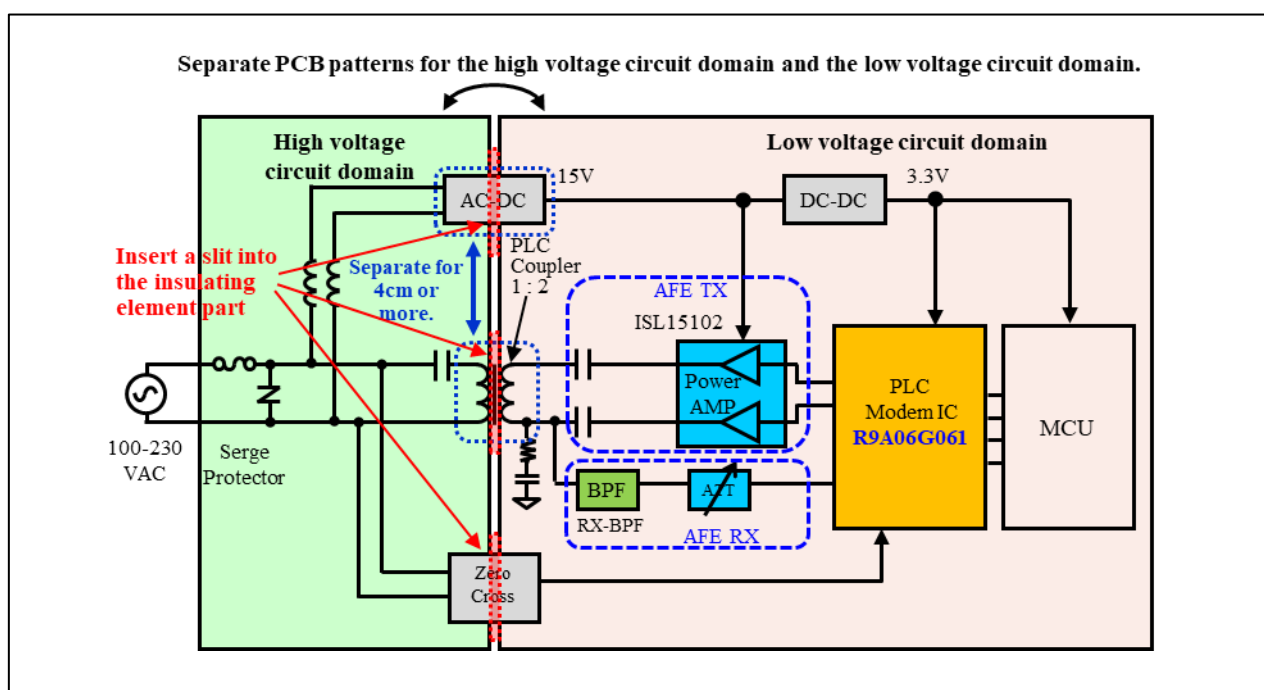 Separate PCB patterns for the high voltage circuit domain and the low voltage circuit domain.
High voltage
circuit domain
Low voltage circuit domain
AC-DC
15V
DC-DC
3.3V
Insert a slit into
the insulating
element part
Separate for
4cm or
more.
PLC
Coupler
1 : 2
AFE TX
ISL15102
Power
AMP
PLC
Modem IC
R9A06G061
MCU
100-230
VAC
Serge
Protector
BPF
RX-BPF
ATT
AFE RX
Zero
Cross